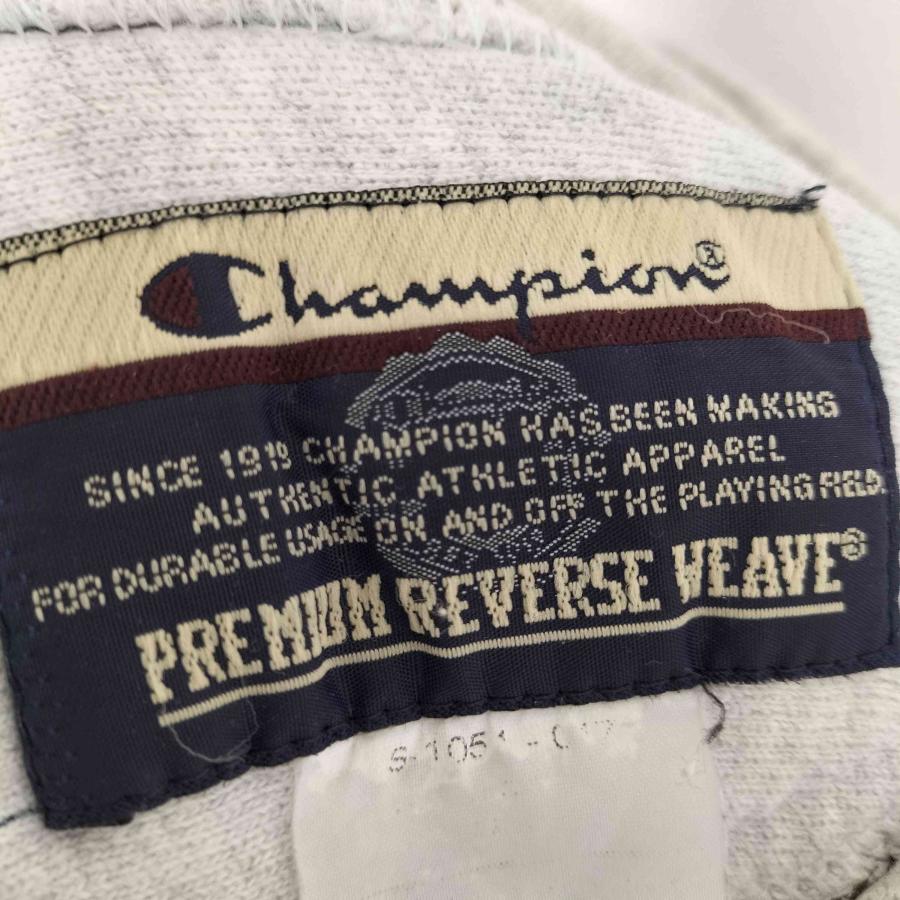 Champion®
SINCE 1919 CHAMPION HAS BEEN MAKING
AUTHENTIC ATHLETIC APPAREL
FOR DURABLE USAGE ON AND OFF THE PLAYING FIELD.
PREMIUM REVERSE WEAVE®
S-1051-